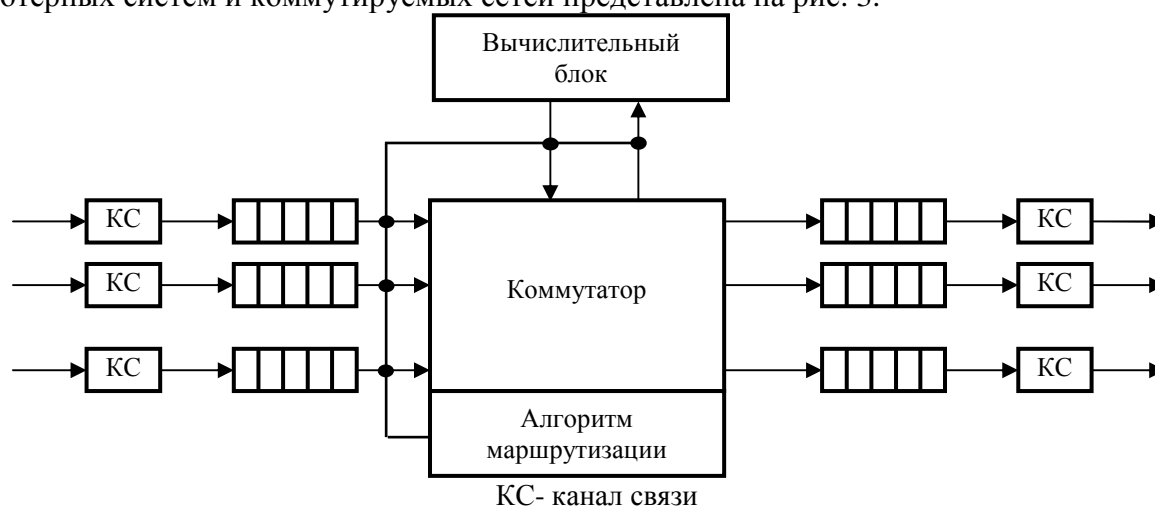 отерных систем и коммутируемых сетей представлена на рис. 3.
Вычислительный
блок
КС
КС
КС
КС
Коммутатор
КС
КС
Алгоритм
маршрутизации
КС- канал связи